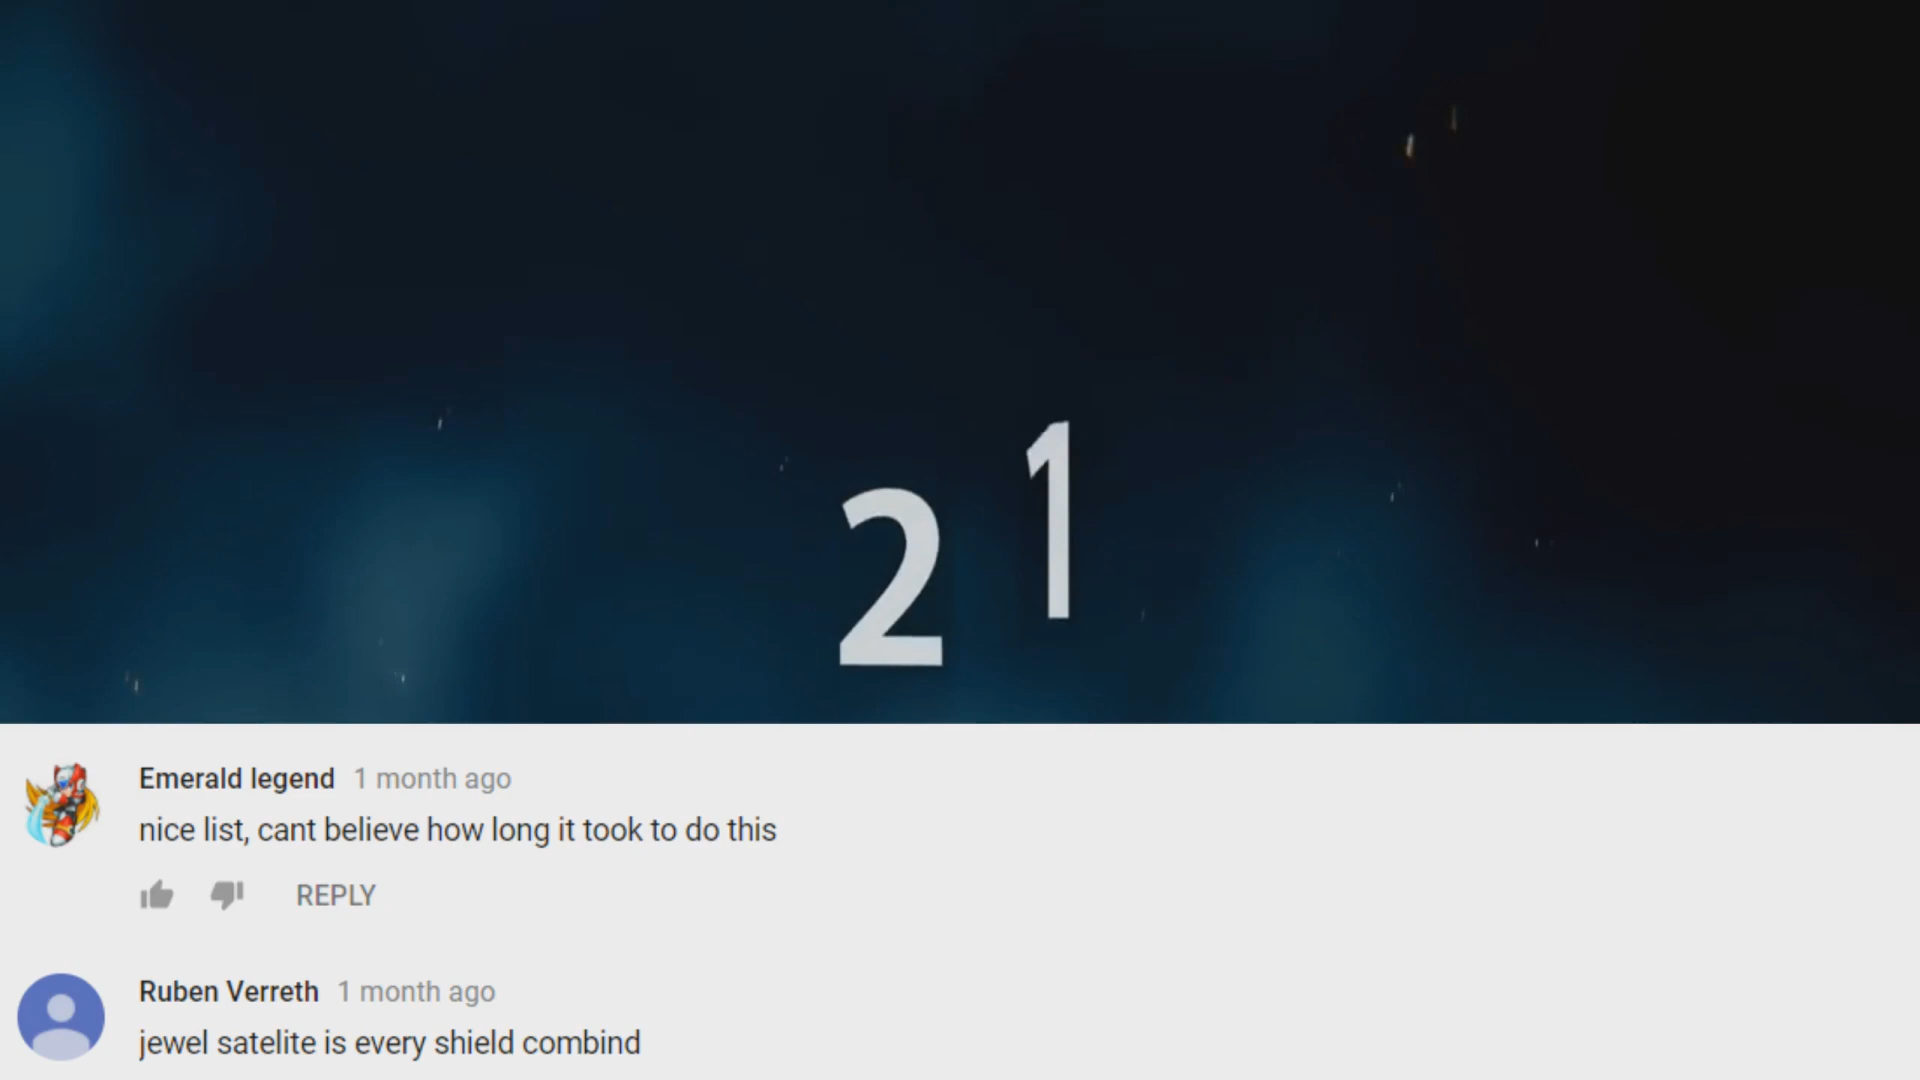 2 1
Emerald legend 1 month ago
nice list, cant believe how long it took to do this
REPLY
Ruben Verreth 1 month ago
jewel satelite is every shield combind